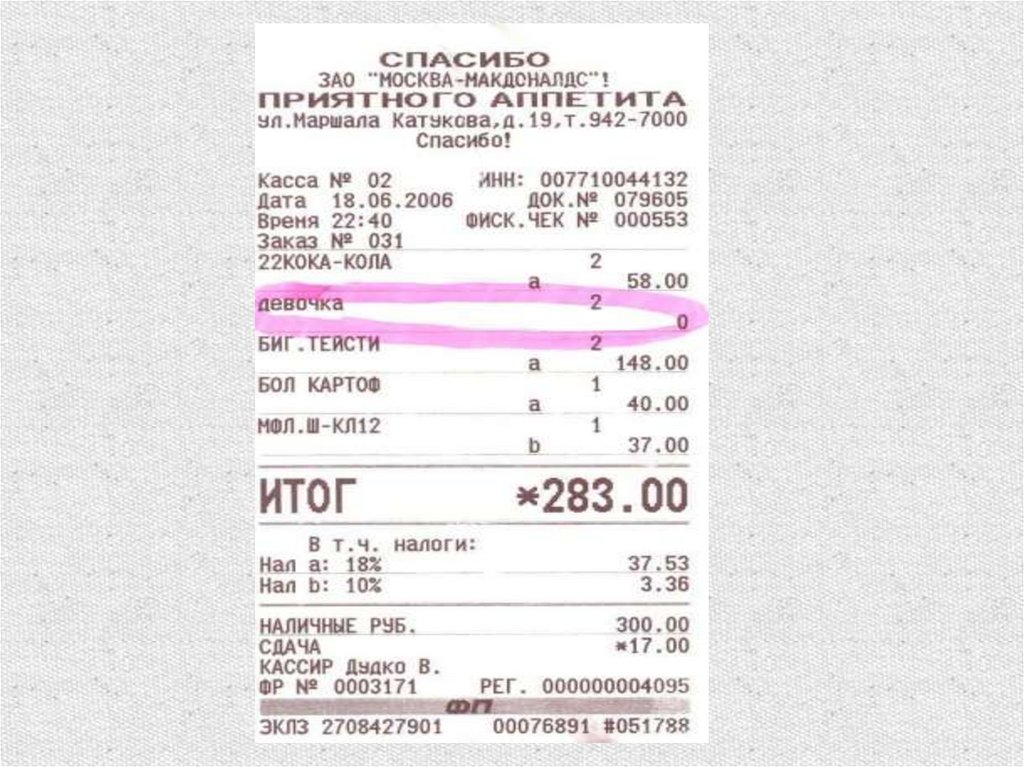 СПАСИБО
ЗАО "МОСКВА-МАКДОНАЛДС"!
ПРИЯТНОГО АППЕТИТА
ул.Маршала Катукова,д.19,т.942-7000
Спасибо!
Касса № 02 ИНН: 007710044132
Дата 18.06.2006 ДОК.№ 079605
Время 22:40 ФИСК.ЧЕК № 000553
Заказ № 031
22КОКА-КОЛА 2
a 58.00
девочка 2
0
БИГ.ТЕЙСТИ 2
a 148.00
БОЛ КАРТОФ 1
a 40.00
МФЛ.Ш-КЛ12 1
b 37.00
ИТОГ *283.00
В т.ч. налоги:
Нал a: 18% 37.53
Нал b: 10% 3.36
НАЛИЧНЫЕ РУБ. 300.00
СДАЧА *17.00
КАССИР Дудко В.
ФР № 0003171 РЕГ. 000000004095
ФП
ЭКЛЗ 2708427901 00076891 #051788